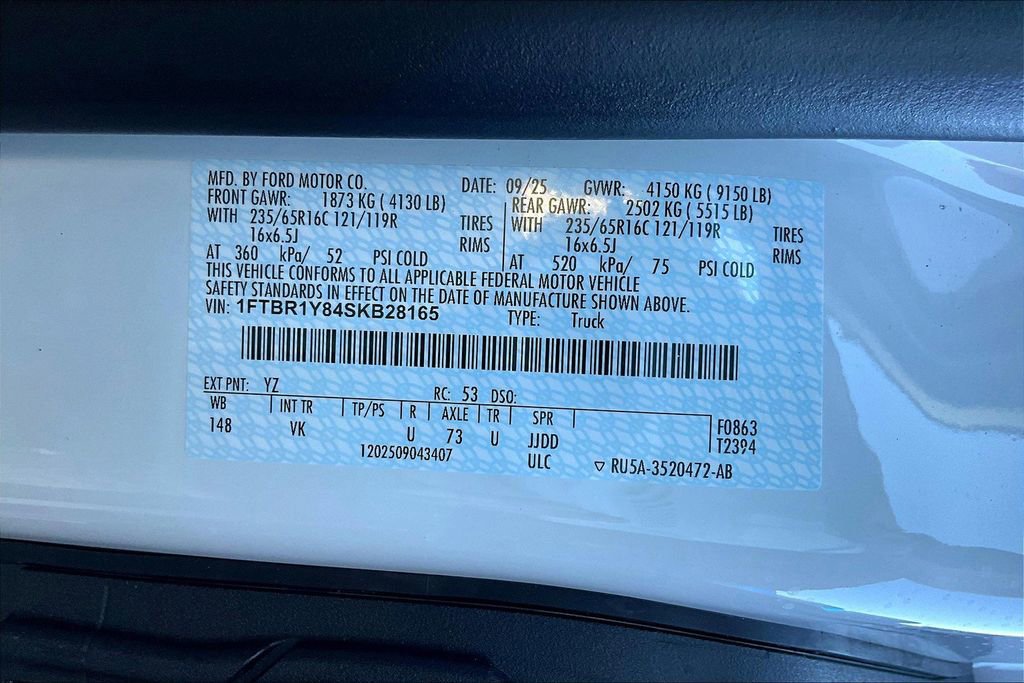 MFD. BY FORD MOTOR CO. DATE: 09/25 GVWR: 4150 KG ( 9150 LB)
FRONT GAWR: 1873 KG ( 4130 LB) REAR GAWR: 2502 KG ( 5515 LB)
WITH 235/65R16C 121/119R TIRES WITH 235/65R16C 121/119R TIRES
16x6.5J RIMS 16x6.5J RIMS
AT 360 kPa/ 52 PSI COLD AT 520 kPa/ 75 PSI COLD
THIS VEHICLE CONFORMS TO ALL APPLICABLE FEDERAL MOTOR VEHICLE
SAFETY STANDARDS IN EFFECT ON THE DATE OF MANUFACTURE SHOWN ABOVE.
VIN: 1FTBR1Y84SKB28165 TYPE: Truck
EXT PNT: YZ RC: 53 DSO:
WB INT TR TP/PS R AXLE TR SPR F0863
148 VK U 73 U JJDD T2394
1202509043407 ULC ▽ RU5A-3520472-AB